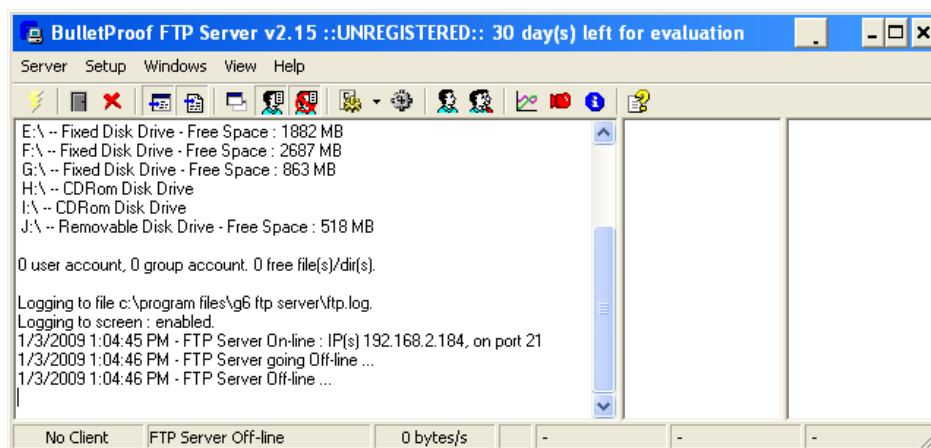 BulletProof FTP Server v2.15 ::UNREGISTERED:: 30 day(s) left for evaluation
Server Setup Windows View Help
E:\ -- Fixed Disk Drive - Free Space : 1882 MB
F:\ -- Fixed Disk Drive - Free Space : 2687 MB
G:\ -- Fixed Disk Drive - Free Space : 863 MB
H:\ -- CDRom Disk Drive
I:\ -- CDRom Disk Drive
J:\ -- Removable Disk Drive - Free Space : 518 MB
0 user account, 0 group account. 0 free file(s)/dir(s).
Logging to file c:\program files\g6 ftp server\ftp.log.
Logging to screen : enabled.
1/3/2009 1:04:45 PM - FTP Server On-line : IP(s) 192.168.2.184, on port 21
1/3/2009 1:04:46 PM - FTP Server going Off-line ...
1/3/2009 1:04:46 PM - FTP Server Off-line ...
No Client FTP Server Off-line 0 bytes/s - - -